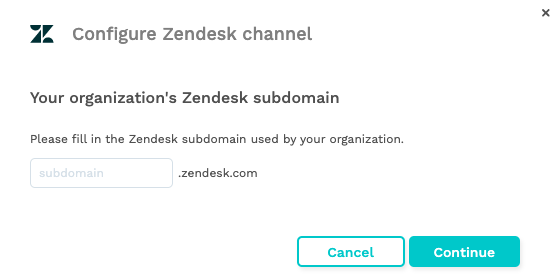 Configure Zendesk channel
Your organization's Zendesk subdomain
Please fill in the Zendesk subdomain used by your organization.
subdomain .zendesk.com
Cancel Continue